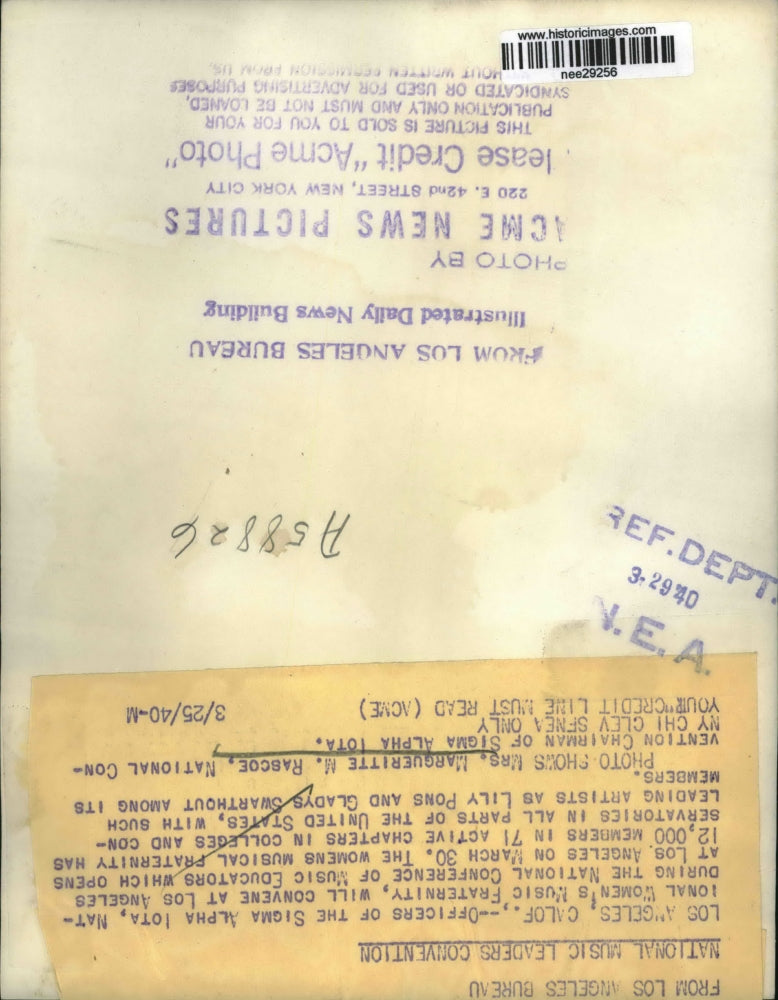 www.historicimages.com
nee29256
FROM LOS ANGELES BUREAU
NATIONAL MUSIC LEADERS CONVENTION
LOS ANGELES, CALOF.,--OFFICERS OF THE SIGMA ALPHA IOTA, NAT-
IONAL WOMEN'S MUSIC FRATERNITY, WILL CONVENE AT LOS ANGELES
DURING THE NATIONAL CONFERENCE OF MUSIC EDUCATORS WHICH OPENS
AT LOS ANGELES ON MARCH 30. THE WOMENS MUSICAL FRATERNITY HAS
12,000 MEMBERS IN 71 ACTIVE CHAPTERS IN COLLEGES AND CON-
SERVATORIES IN ALL PARTS OF THE UNITED STATES, WITH SUCH
LEADING ARTISTS AS LILY PONS AND GLADYS SWARTHOUT AMONG ITS
MEMBERS.
PHOTO SHOWS MRS. MARGUERITTE M. RASCOE, NATIONAL CON-
VENTION CHAIRMAN OF SIGMA ALPHA IOTA.
NY CHI CLEV SFNEA ONLY
YOUR CREDIT LINE MUST READ (ACME) 3/25/40-M
REF. DEPT.
3-29 40
N. E. A.
A58826
FROM LOS ANGELES BUREAU
Illustrated Daily News Building
PHOTO BY
ACME NEWS PICTURES
220 E. 42nd STREET, NEW YORK CITY
lease Credit "Acme Photo"
THIS PICTURE IS SOLD TO YOU FOR YOUR
PUBLICATION ONLY AND MUST NOT BE LOANED,
SYNDICATED OR USED FOR ADVERTISING PURPOSES
WITHOUT WRITTEN PERMISSION FROM US.